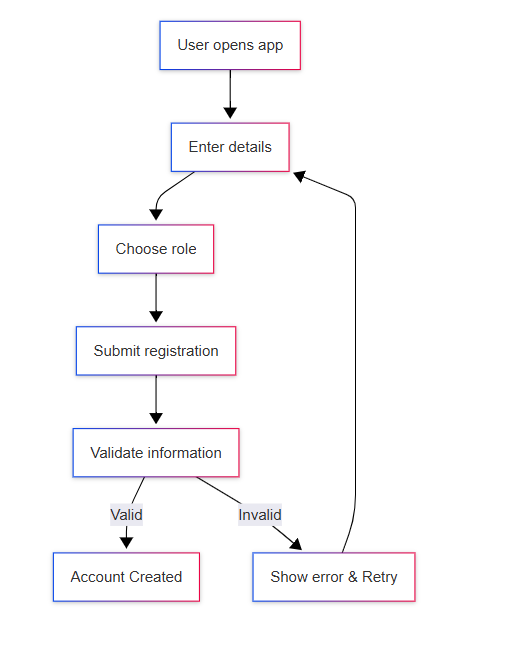 User opens app
Enter details
Choose role
Submit registration
Validate information
Valid
Invalid
Account Created
Show error & Retry